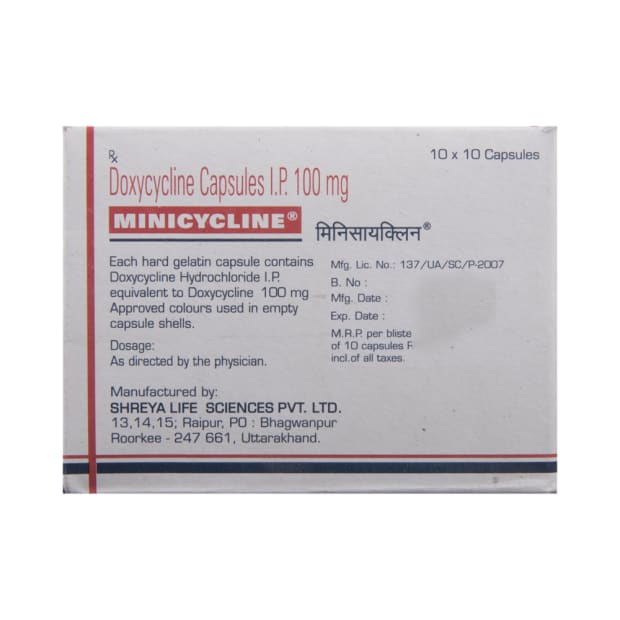 Rx
10 x 10 Capsules
Doxycycline Capsules I.P. 100 mg
MINICYCLINE®
मिनिसायक्लिन®
Each hard gelatin capsule contains
Doxycycline Hydrochloride I.P.
equivalent to Doxycycline 100 mg
Approved colours used in empty
capsule shells.
Dosage:
As directed by the physician.
Mfg. Lic. No.: 137/UA/SC/P-2007
B. No :
Mfg. Date :
Exp. Date :
M.R.P. per bliste
of 10 capsules
incl.of all taxes.
Manufactured by:
SHREYA LIFE SCIENCES PVT. LTD.
13,14,15; Raipur, PO : Bhagwanpur
Roorkee - 247 661, Uttarakhand.